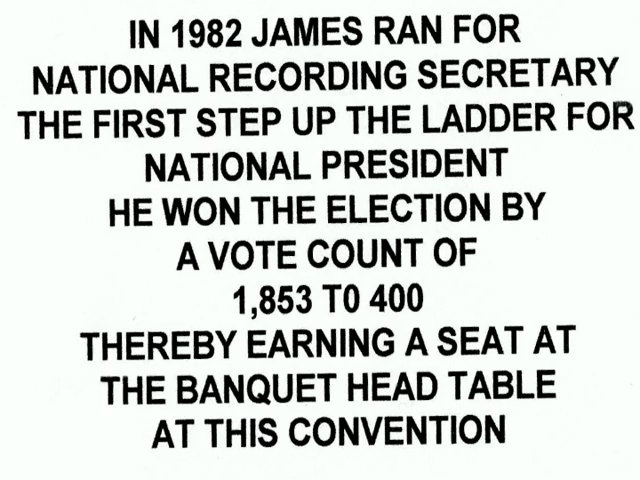 IN 1982 JAMES RAN FOR
NATIONAL RECORDING SECRETARY
THE FIRST STEP UP THE LADDER FOR
NATIONAL PRESIDENT
HE WON THE ELECTION BY
A VOTE COUNT OF
1,853 T0 400
THEREBY EARNING A SEAT AT
THE BANQUET HEAD TABLE
AT THIS CONVENTION